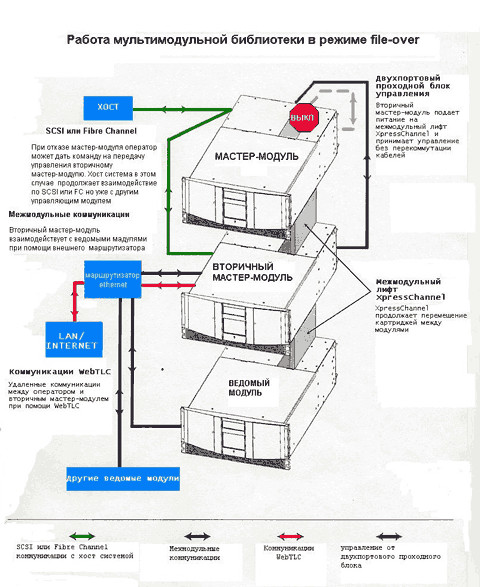 Работа мультимодульной библиотеки в режиме file-over
ХОСТ
ВЫКЛ
Двухпортовый
проходной блок
управления
Вторичный
мастер-модуль подает
питание на
межмодульный лифт
XpressChannel и
принимает управление
без перекоммутации
кабелей
SCSI или Fibre Channel
При отказе мастер-модуля оператор
может дать команду на передачу
управления вторичному
мастер-модулю. Хост система в этом
случае продолжает взаимодействие
по SCSI или FC но уже с другим
управляющим модулем
МАСТЕР-МОДУЛЬ
Межмодульные коммуникации
Вторичный мастер-модуль
взаимодействует с ведомыми мадулями
при помощи внешнего маршрутизатора
ВТОРИЧНЫЙ
МАСТЕР-МОДУЛЬ
маршрутизатор
ethernet
Межмодульный
лифт
XpressChannel
XpressChannel
продолжает перемещение
картриджей между
модулями
LAN/
INTERNET
Коммуникации WebTLC
Удаленные коммуникации
между оператором и
вторичным мастер-модулем
при помощи WebTLC
ВЕДОМЫЙ
МОДУЛЬ
другие ведомые модули
SCSI или Fibre Channel
коммуникации с хост системой
Межмодульные
коммуникации
Коммуникации
WebTLC
управление от
двухпортового проходного
блока